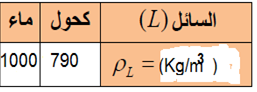 السائل (L) كحول ماء
ρL = (Kg/m³ ) 790 1000